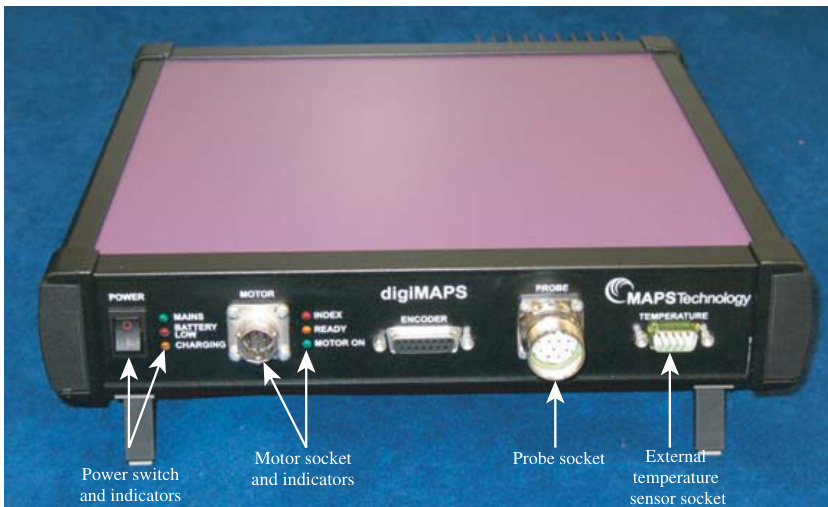 POWER
MAINS
BATTERY
LOW
CHARGING
MOTOR
INDEX
READY
MOTOR ON
digiMAPS
ENCODER
PROBE
MAPS Technology
TEMPERATURE
Power switch
and indicators
Motor socket
and indicators
Probe socket
External
temperature
sensor socket